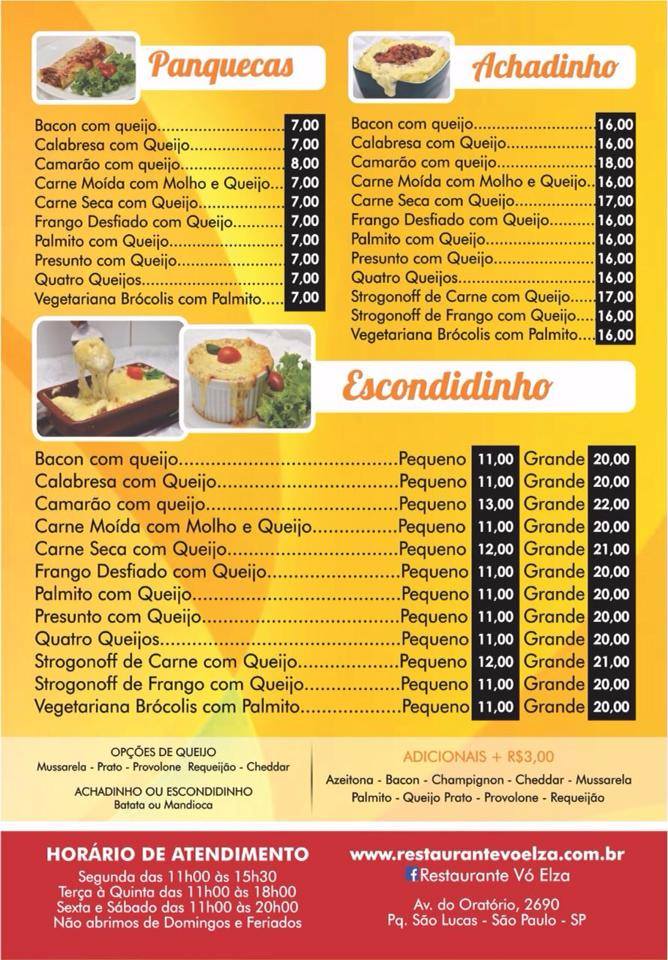 Panquecas
Bacon com queijo............................. 7,00
Calabresa com Queijo....................... 7,00
Camarão com queijo........................ 8,00
Carne Moída com Molho e Queijo... 7,00
Carne Seca com Queijo.................... 7,00
Frango Desfiado com Queijo............ 7,00
Palmito com Queijo.......................... 7,00
Presunto com Queijo........................ 7,00
Quatro Queijos................................ 7,00
Vegetariana Brócolis com Palmito..... 7,00
Achadinho
Bacon com queijo............................. 16,00
Calabresa com Queijo....................... 16,00
Camarão com queijo........................ 18,00
Carne Moída com Molho e Queijo.... 16,00
Carne Seca com Queijo.................... 17,00
Frango Desfiado com Queijo............ 16,00
Palmito com Queijo.......................... 16,00
Presunto com Queijo........................ 16,00
Quatro Queijos................................ 16,00
Strogonoff de Carne com Queijo....... 17,00
Strogonoff de Frango com Queijo...... 16,00
Vegetariana Brócolis com Palmito.... 16,00
Escondidinho
Bacon com queijo......................................Pequeno 11,00 Grande 20,00
Calabresa com Queijo................................Pequeno 11,00 Grande 20,00
Camarão com queijo..................................Pequeno 13,00 Grande 22,00
Carne Moída com Molho e Queijo...............Pequeno 11,00 Grande 20,00
Carne Seca com Queijo..............................Pequeno 12,00 Grande 21,00
Frango Desfiado com Queijo.......................Pequeno 11,00 Grande 20,00
Palmito com Queijo....................................Pequeno 11,00 Grande 20,00
Presunto com Queijo..................................Pequeno 11,00 Grande 20,00
Quatro Queijos..........................................Pequeno 11,00 Grande 20,00
Strogonoff de Carne com Queijo..................Pequeno 12,00 Grande 21,00
Strogonoff de Frango com Queijo.................Pequeno 11,00 Grande 20,00
Vegetariana Brócolis com Palmito.................Pequeno 11,00 Grande 20,00
OPÇÕES DE QUEIJO
Mussarela - Prato - Provolone Requeijão - Cheddar
ACHADINHO OU ESCONDIDINHO
Batata ou Mandioca
ADICIONAIS + R$3,00
Azeitona - Bacon - Champignon - Cheddar - Mussarela
Palmito - Queijo Prato - Provolone - Requeijão
HORÁRIO DE ATENDIMENTO
Segunda das 11h00 às 15h30
Terça à Quinta das 11h00 às 18h00
Sexta e Sábado das 11h00 às 20h00
Não abrimos de Domingos e Feriados
www.restaurantevoelza.com.br
f Restaurante Vó Elza
Av. do Oratório, 2690
Pq. São Lucas - São Paulo - SP